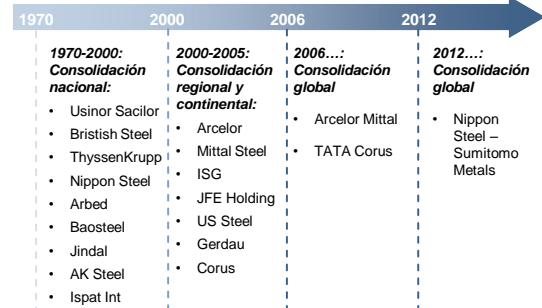 1970 2000 2006 2012
1970-2000:
Consolidación
nacional:
• Usinor Sacilor
• Bristish Steel
• ThyssenKrupp
• Nippon Steel
• Arbed
• Baosteel
• Jindal
• AK Steel
• Ispat Int
2000-2005:
Consolidación
regional y
continental:
• Arcelor
• Mittal Steel
• ISG
• JFE Holding
• US Steel
• Gerdau
• Corus
2006…:
Consolidación
global
• Arcelor Mittal
• TATA Corus
2012…:
Consolidación
global
• Nippon
Steel –
Sumitomo
Metals